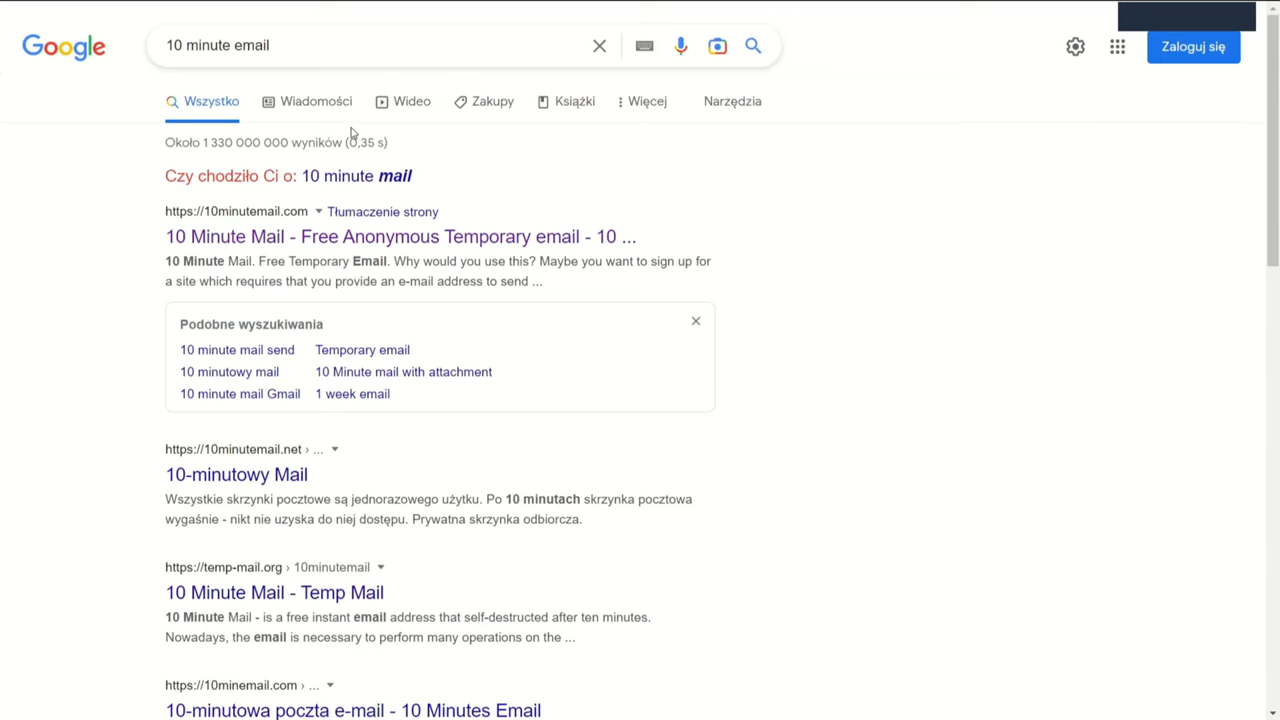 Google
10 minute email
Zaloguj się
Wszystko Wiadomości Wideo Zakupy Książki Więcej Narzędzia
Około 1 330 000 000 wyników (0,35 s)
Czy chodziło Ci o: 10 minute mail
https://10minutemail.com Tłumaczenie strony
10 Minute Mail - Free Anonymous Temporary email - 10 ...
10 Minute Mail. Free Temporary Email. Why would you use this? Maybe you want to sign up for
a site which requires that you provide an e-mail address to send ...
Podobne wyszukiwania
10 minute mail send Temporary email
10 minutowy mail 10 Minute mail with attachment
10 minute mail Gmail 1 week email
https://10minutemail.net › ...
10-minutowy Mail
Wszystkie skrzynki pocztowe są jednorazowego użytku. Po 10 minutach skrzynka pocztowa
wygaśnie - nikt nie uzyska do niej dostępu. Prywatna skrzynka odbiorcza.
https://temp-mail.org › 10minutemail
10 Minute Mail - Temp Mail
10 Minute Mail - is a free instant email address that self-destructed after ten minutes.
Nowadays, the email is necessary to perform many operations on the ...
https://10minemail.com › ...
10-minutowa poczta e-mail - 10 Minutes Email